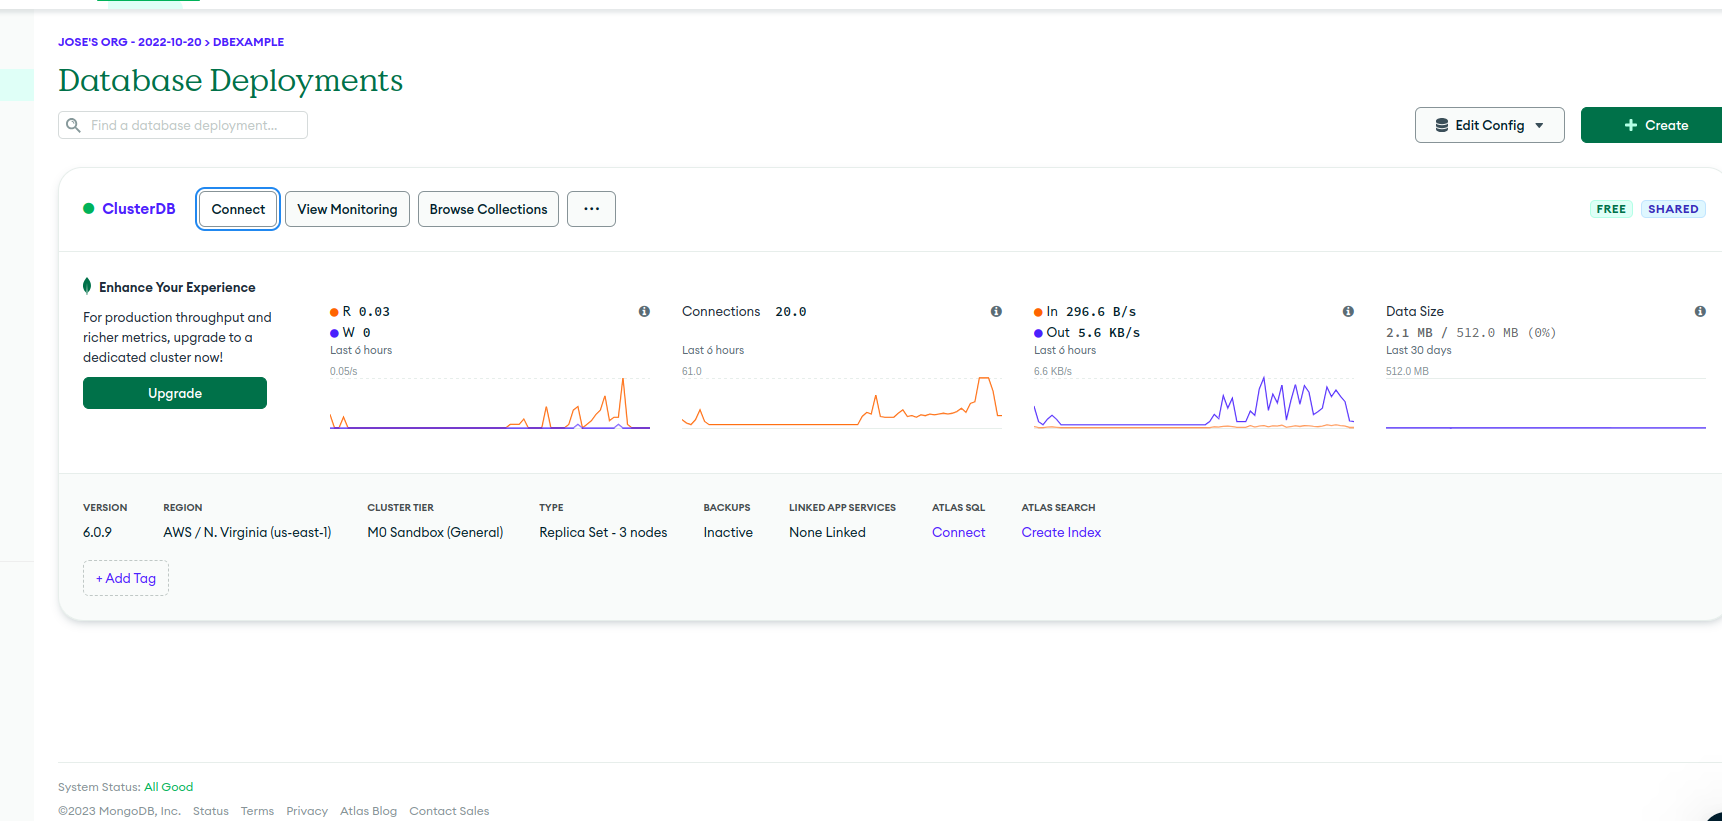 JOSE'S ORG - 2022-10-20 > DBEXAMPLE
Database Deployments
Find a database deployment...
Edit Config
+ Create
ClusterDB
Connect
View Monitoring
Browse Collections
...
FREE
SHARED
Enhance Your Experience
For production throughput and
richer metrics, upgrade to a
dedicated cluster now!
Upgrade
R 0.03
W 0
Last 6 hours
0.05/s
Connections 20.0
Last 6 hours
61.0
In 296.6 B/s
Out 5.6 KB/s
Last 6 hours
6.6 KB/s
Data Size
2.1 MB / 512.0 MB (0%)
Last 30 days
512.0 MB
VERSION
6.0.9
REGION
AWS / N. Virginia (us-east-1)
CLUSTER TIER
M0 Sandbox (General)
TYPE
Replica Set - 3 nodes
BACKUPS
Inactive
LINKED APP SERVICES
None Linked
ATLAS SQL
Connect
ATLAS SEARCH
Create Index
+ Add Tag
System Status: All Good
©2023 MongoDB, Inc. Status Terms Privacy Atlas Blog Contact Sales